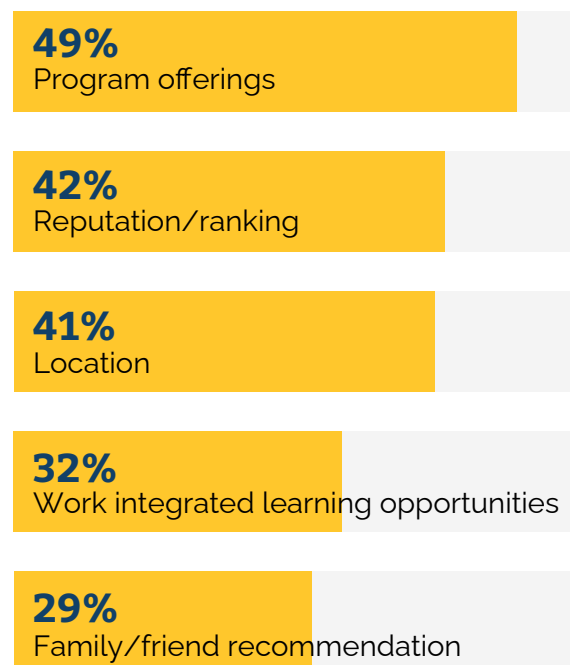 49%
Program offerings
42%
Reputation/ranking
41%
Location
32%
Work integrated learning opportunities
29%
Family/friend recommendation